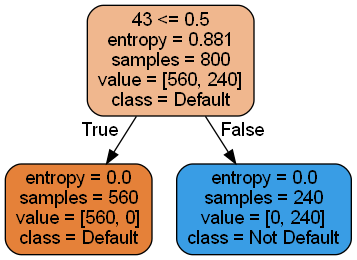 43 <= 0.5
entropy = 0.881
samples = 800
value = [560, 240]
class = Default
True
False
entropy = 0.0
samples = 560
value = [560, 0]
class = Default
entropy = 0.0
samples = 240
value = [0, 240]
class = Not Default